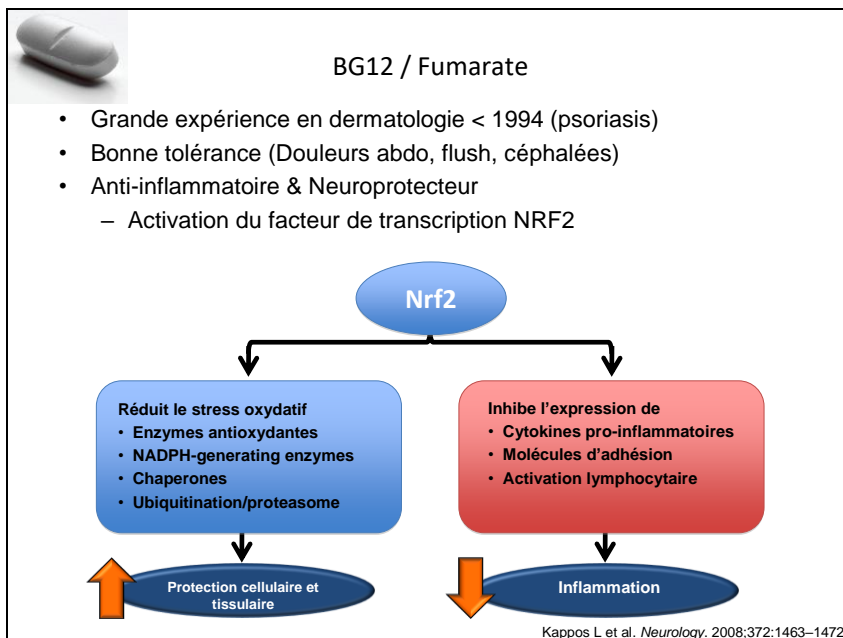 BG12 / Fumarate
• Grande expérience en dermatologie < 1994 (psoriasis)
• Bonne tolérance (Douleurs abdo, flush, céphalées)
• Anti-inflammatoire & Neuroprotecteur
– Activation du facteur de transcription NRF2
Nrf2
Réduit le stress oxydatif
• Enzymes antioxydantes
• NADPH-generating enzymes
• Chaperones
• Ubiquitination/proteasome
Inhibe l’expression de
• Cytokines pro-inflammatoires
• Molécules d’adhésion
• Activation lymphocytaire
Protection cellulaire et
tissulaire
Inflammation
Kappos L et al. Neurology. 2008;372:1463–1472